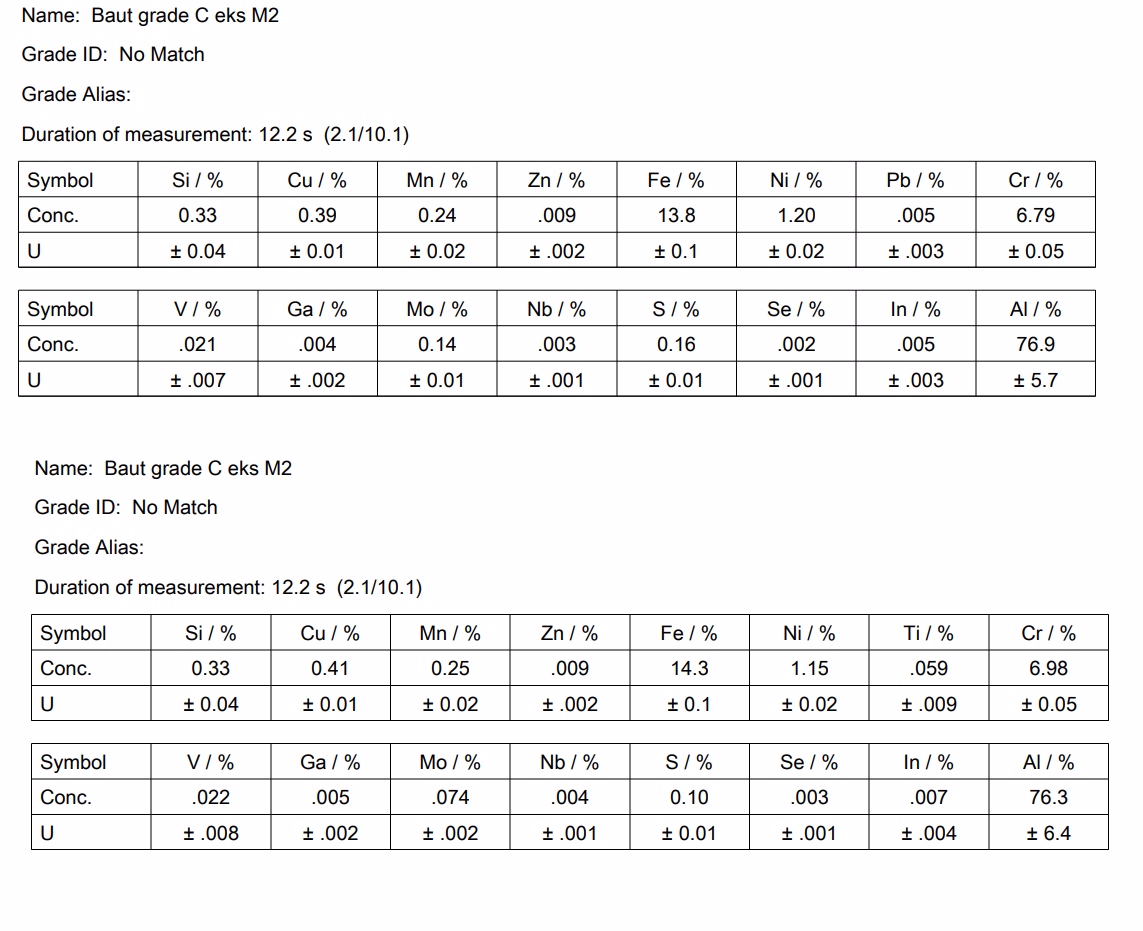 Name: Baut grade C eks M2
Grade ID: No Match
Grade Alias:
Duration of measurement: 12.2 s (2.1/10.1)
Symbol Si / % Cu / % Mn / % Zn / % Fe / % Ni / % Pb / % Cr / %
Conc. 0.33 0.39 0.24 .009 13.8 1.20 .005 6.79
U ± 0.04 ± 0.01 ± 0.02 ± .002 ± 0.1 ± 0.02 ± .003 ± 0.05
Symbol V / % Ga / % Mo / % Nb / % S / % Se / % In / % Al / %
Conc. .021 .004 0.14 .003 0.16 .002 .005 76.9
U ± .007 ± .002 ± 0.01 ± .001 ± 0.01 ± .001 ± .003 ± 5.7
Name: Baut grade C eks M2
Grade ID: No Match
Grade Alias:
Duration of measurement: 12.2 s (2.1/10.1)
Symbol Si / % Cu / % Mn / % Zn / % Fe / % Ni / % Ti / % Cr / %
Conc. 0.33 0.41 0.25 .009 14.3 1.15 .059 6.98
U ± 0.04 ± 0.01 ± 0.02 ± .002 ± 0.1 ± 0.02 ± .009 ± 0.05
Symbol V / % Ga / % Mo / % Nb / % S / % Se / % In / % Al / %
Conc. .022 .005 .074 .004 0.10 .003 .007 76.3
U ± .008 ± .002 ± .002 ± .001 ± 0.01 ± .001 ± .004 ± 6.4